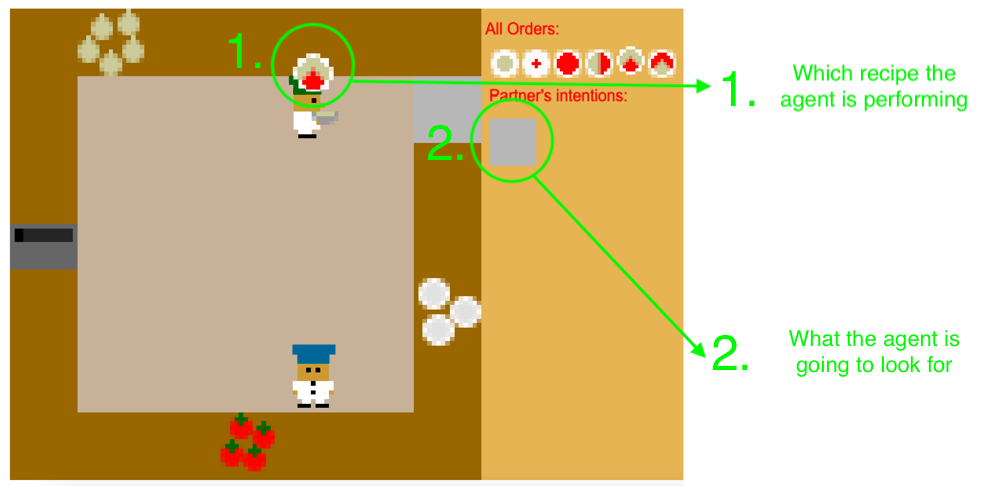 1.
All Orders:
1. Which recipe the
agent is performing
Partner's intentions:
2.
2. What the agent is
going to look for